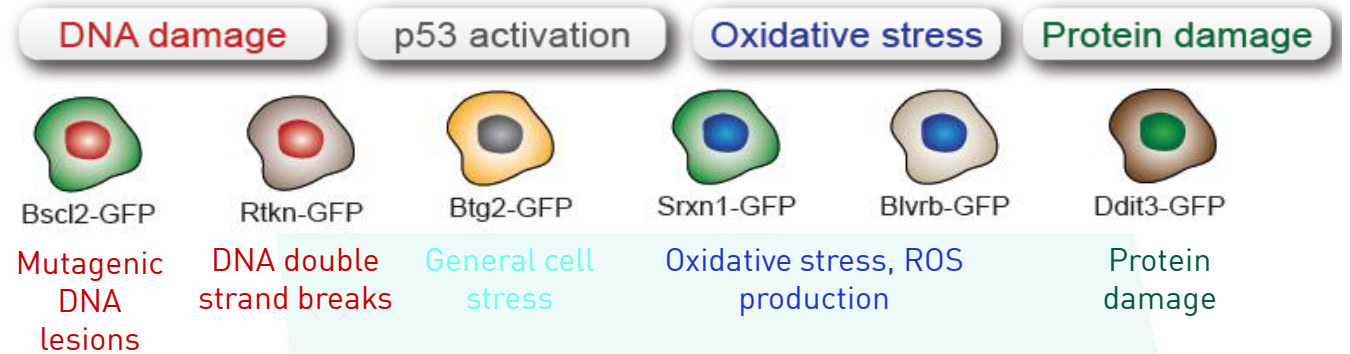 DNA damage
p53 activation
Oxidative stress
Protein damage
Bscl2-GFP
Rtkn-GFP
Btg2-GFP
Srxn1-GFP
Blvrb-GFP
Ddit3-GFP
Mutagenic
DNA
lesions
DNA double
strand breaks
General cell
stress
Oxidative stress, ROS
production
Protein
damage